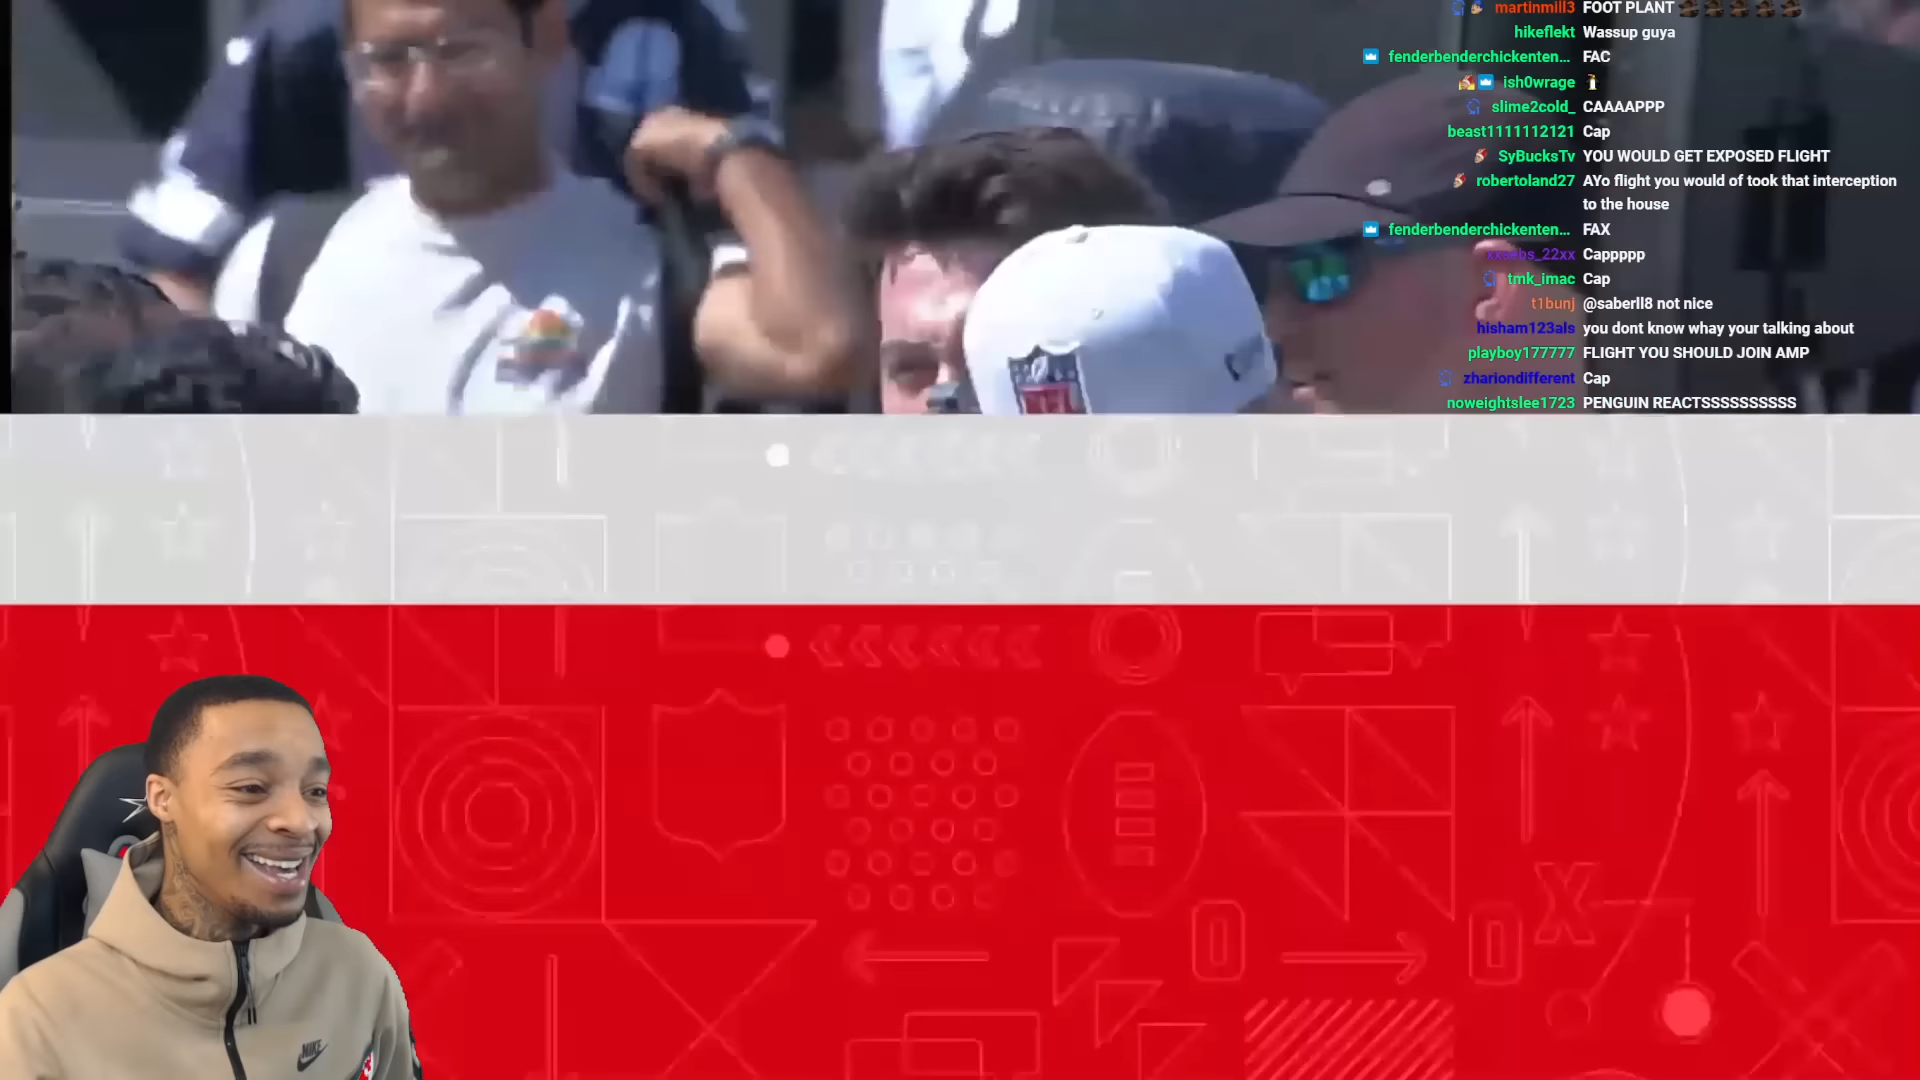 martinmill3 FOOT PLANT
hikeflekt Wassup guya
fenderbenderchickenten... FAC
ish0wrage
slime2cold_ CAAAAPPP
beast1111112121 Cap
SyBucksTv YOU WOULD GET EXPOSED FLIGHT
robertoland27 AYo flight you would of took that interception
to the house
fenderbenderchickenten... FAX
Cappppp
tmk_imac Cap
t1bunj @saberll8 not nice
hisham123als you dont know whay your talking about
playboy177777 FLIGHT YOU SHOULD JOIN AMP
zhariondifferent Cap
noweightslee1723 PENGUIN REACTSSSSSSSSSS
X
NIKE